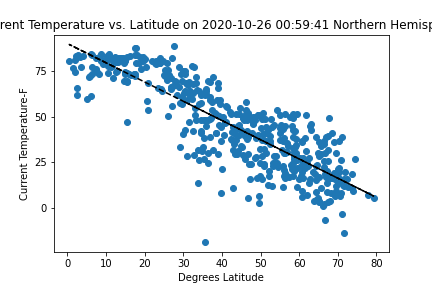 rrent Temperature vs. Latitude on 2020-10-26 00:59:41 Northern Hemisp
Current Temperature-F
75
50
25
0
0 10 20 30 40 50 60 70 80
Degrees Latitude